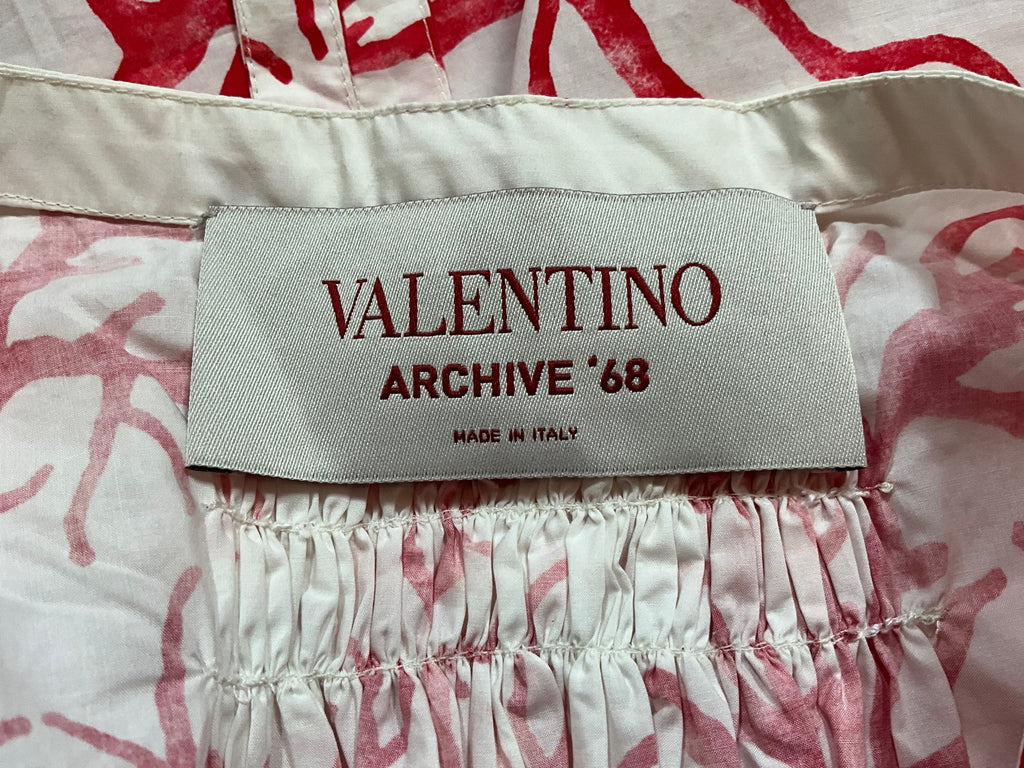 VALENTINO
ARCHIVE '68
MADE IN ITALY